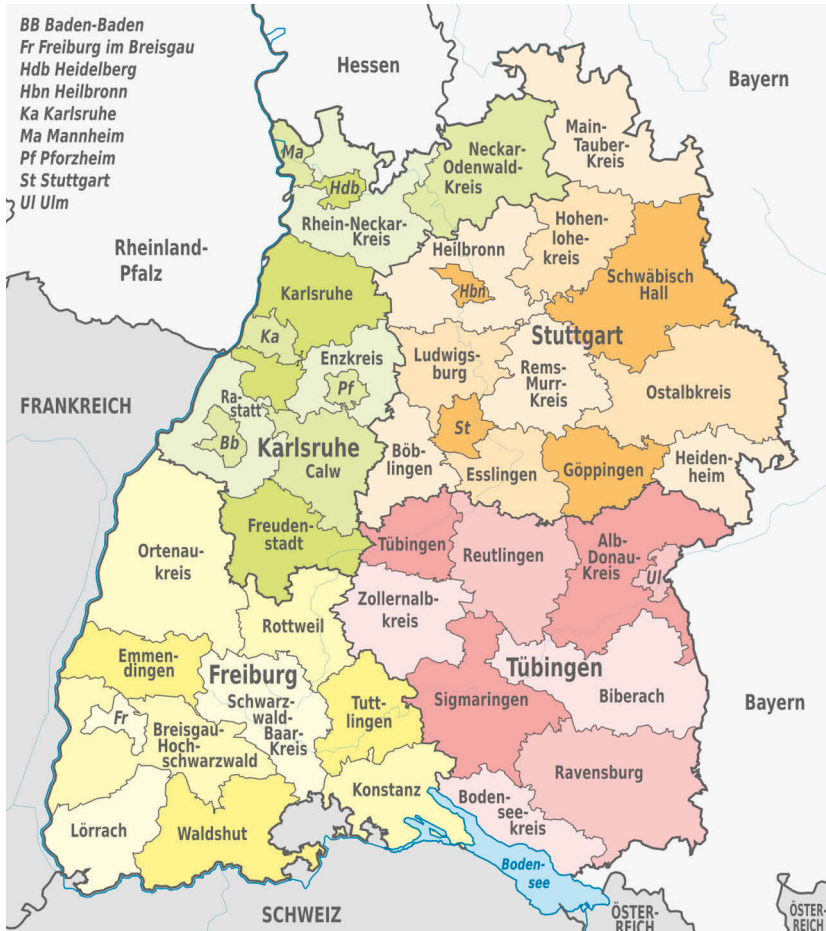 BB Baden-Baden
Fr Freiburg im Breisgau
Hdb Heidelberg
Hbn Heilbronn
Ka Karlsruhe
Ma Mannheim
Pf Pforzheim
St Stuttgart
Ul Ulm
Hessen
Bayern
Main-
Tauber-
Kreis
Ma
Neckar-
Odenwald-
Kreis
Hdb
Rhein-Neckar-
Kreis
Hohen-
lohe-
kreis
Heilbronn
Rheinland-
Pfalz
Schwäbisch
Hall
Karlsruhe
Hbn
Ka
Stuttgart
Enzkreis
Ludwigs-
burg
Rems-
Murr-
Kreis
Pf
Ostalbkreis
Ra-
statt
FRANKREICH
St
Bb
Karlsruhe
Calw
Böb-
lingen
Esslingen
Göppingen
Heiden-
heim
Freuden-
stadt
Tübingen
Reutlingen
Alb-
Donau-
Kreis
Ul
Ortenau-
kreis
Zollernalb-
kreis
Rottweil
Emmen-
dingen
Freiburg
Tübingen
Schwarz-
wald-
Baar-
Kreis
Tutt-
lingen
Sigmaringen
Biberach
Bayern
Fr
Breisgau-
Hoch-
schwarzwald
Ravensburg
Konstanz
Boden-
see-
kreis
Lörrach
Waldshut
Boden-
see
SCHWEIZ
ÖSTER-
REICH
ÖSTER-
REICH